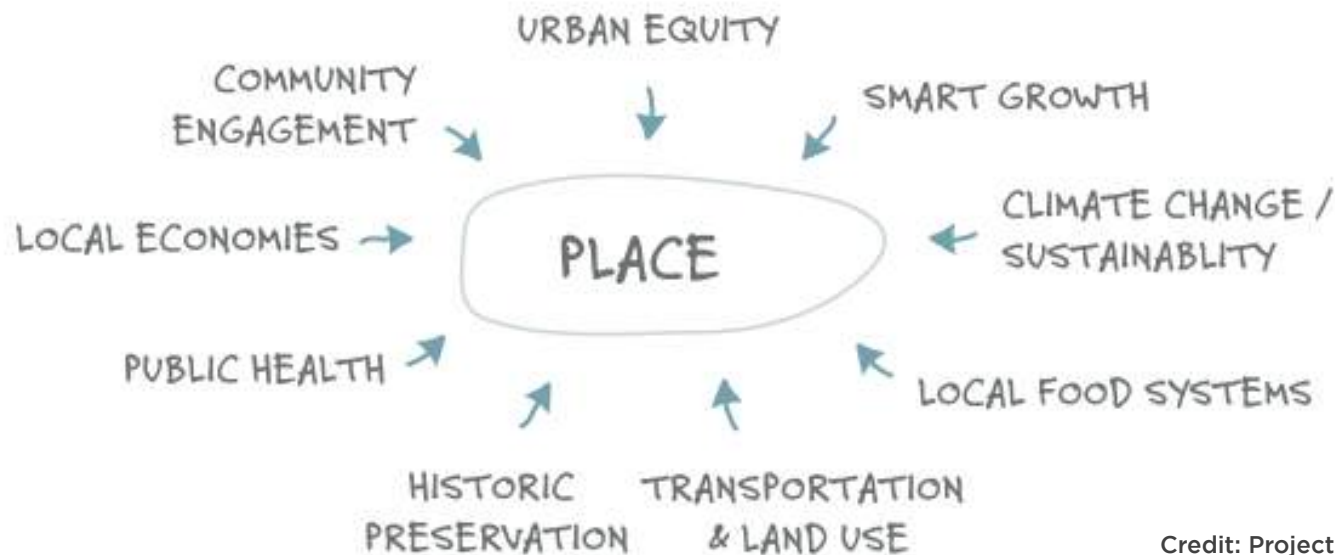 URBAN EQUITY
COMMUNITY
ENGAGEMENT
SMART GROWTH
LOCAL ECONOMIES
PLACE
CLIMATE CHANGE /
SUSTAINABLITY
PUBLIC HEALTH
LOCAL FOOD SYSTEMS
HISTORIC
PRESERVATION
TRANSPORTATION
& LAND USE
Credit: Project